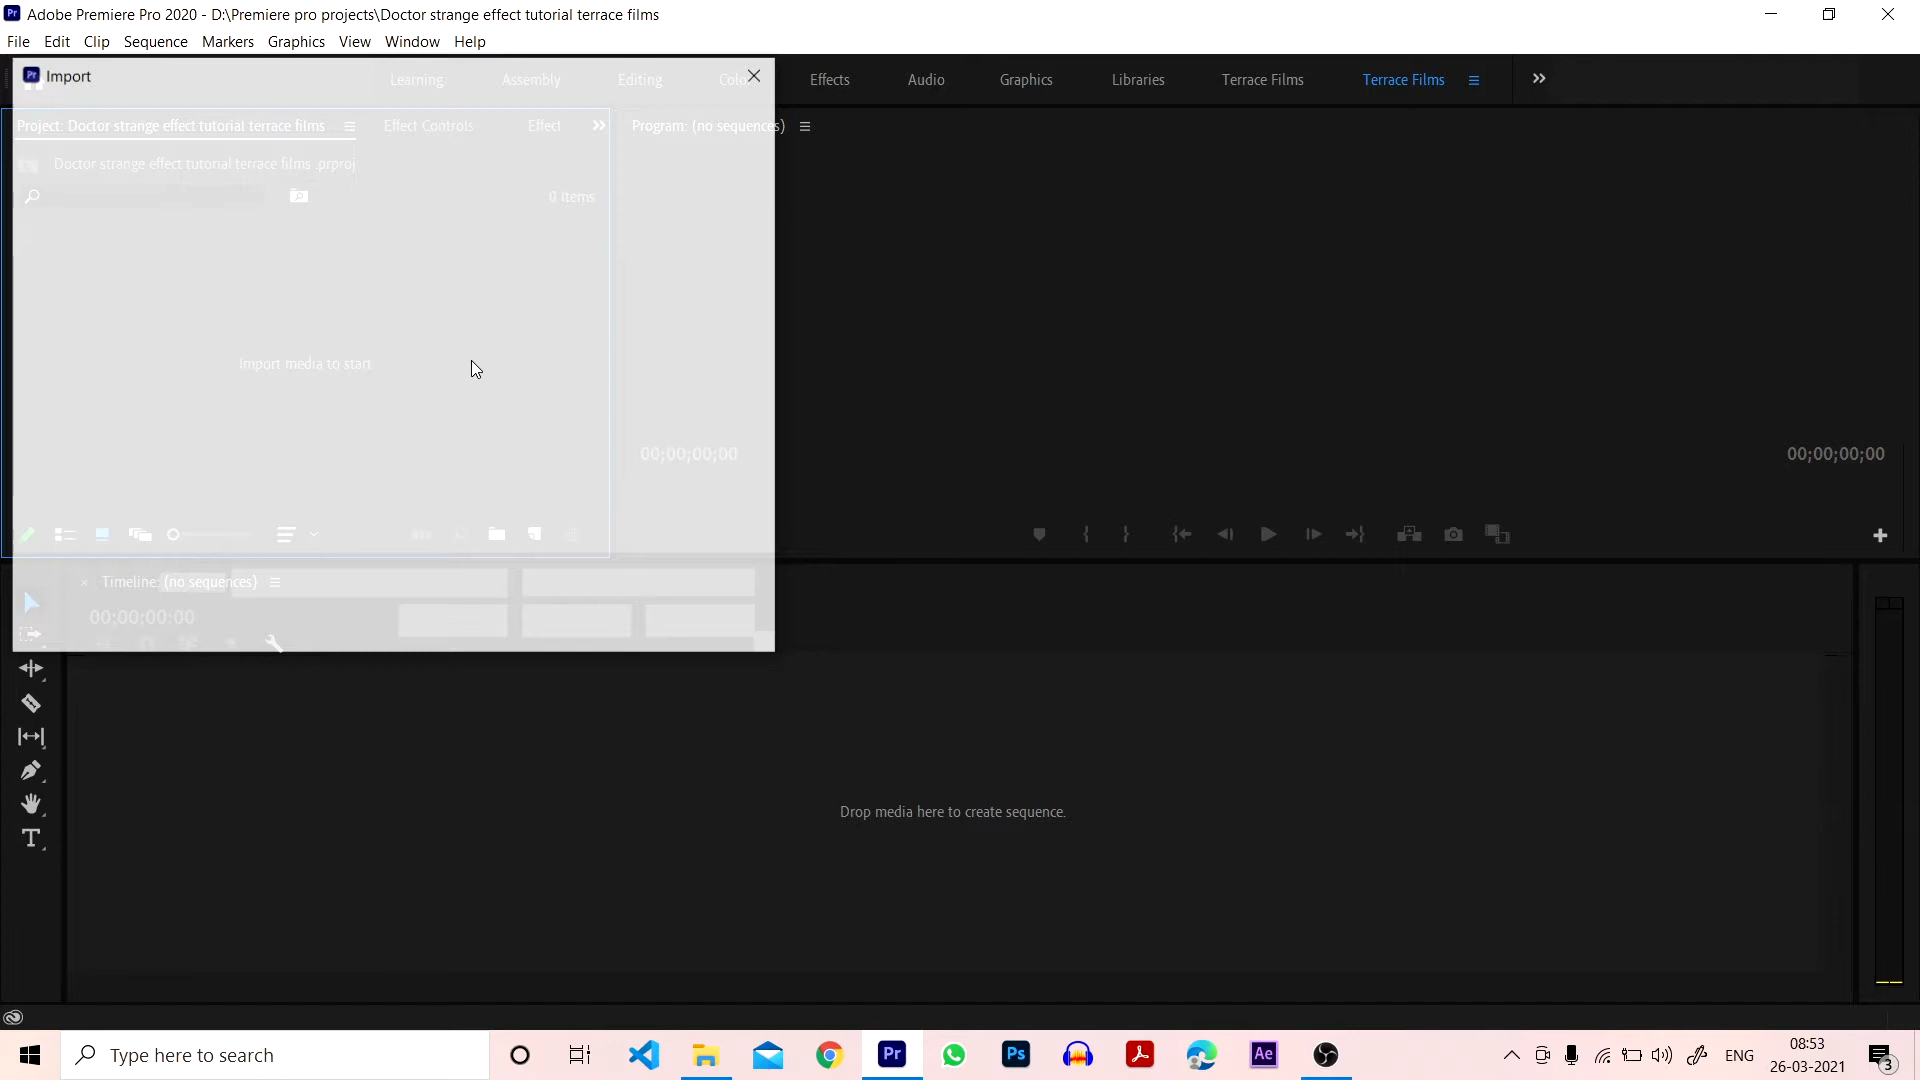 Adobe Premiere Pro 2020 - D:\Premiere pro projects\Doctor strange effect tutorial terrace films
File Edit Clip Sequence Markers Graphics View Window Help
Import
Learning Assembly Editing Effects Audio Graphics Libraries Terrace Films Terrace Films
Project: Doctor strange effect tutorial terrace films Effect Controls Effect Program: (no sequences)
Doctor strange effect tutorial terrace films .prproj
0 Items
Import media to start
00;00;00;00 00;00;00;00
Timeline: (no sequences)
00;00;00:00
Drop media here to create sequence.
Type here to search
ENG
08:53
26-03-2021
3